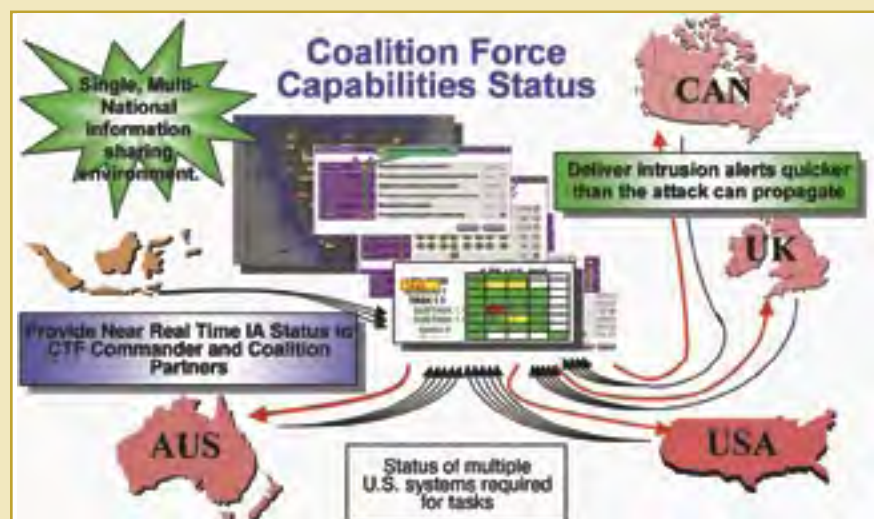 Coalition Force
Capabilities Status
Single, Multi-
National
information
sharing
environment.
CAN
Deliver intrusion alerts quicker
than the attack can propagate
UK
Provide Near Real Time IA Status to
CTF Commander and Coalition
Partners
AUS
USA
Status of multiple
U.S. systems required
for tasks